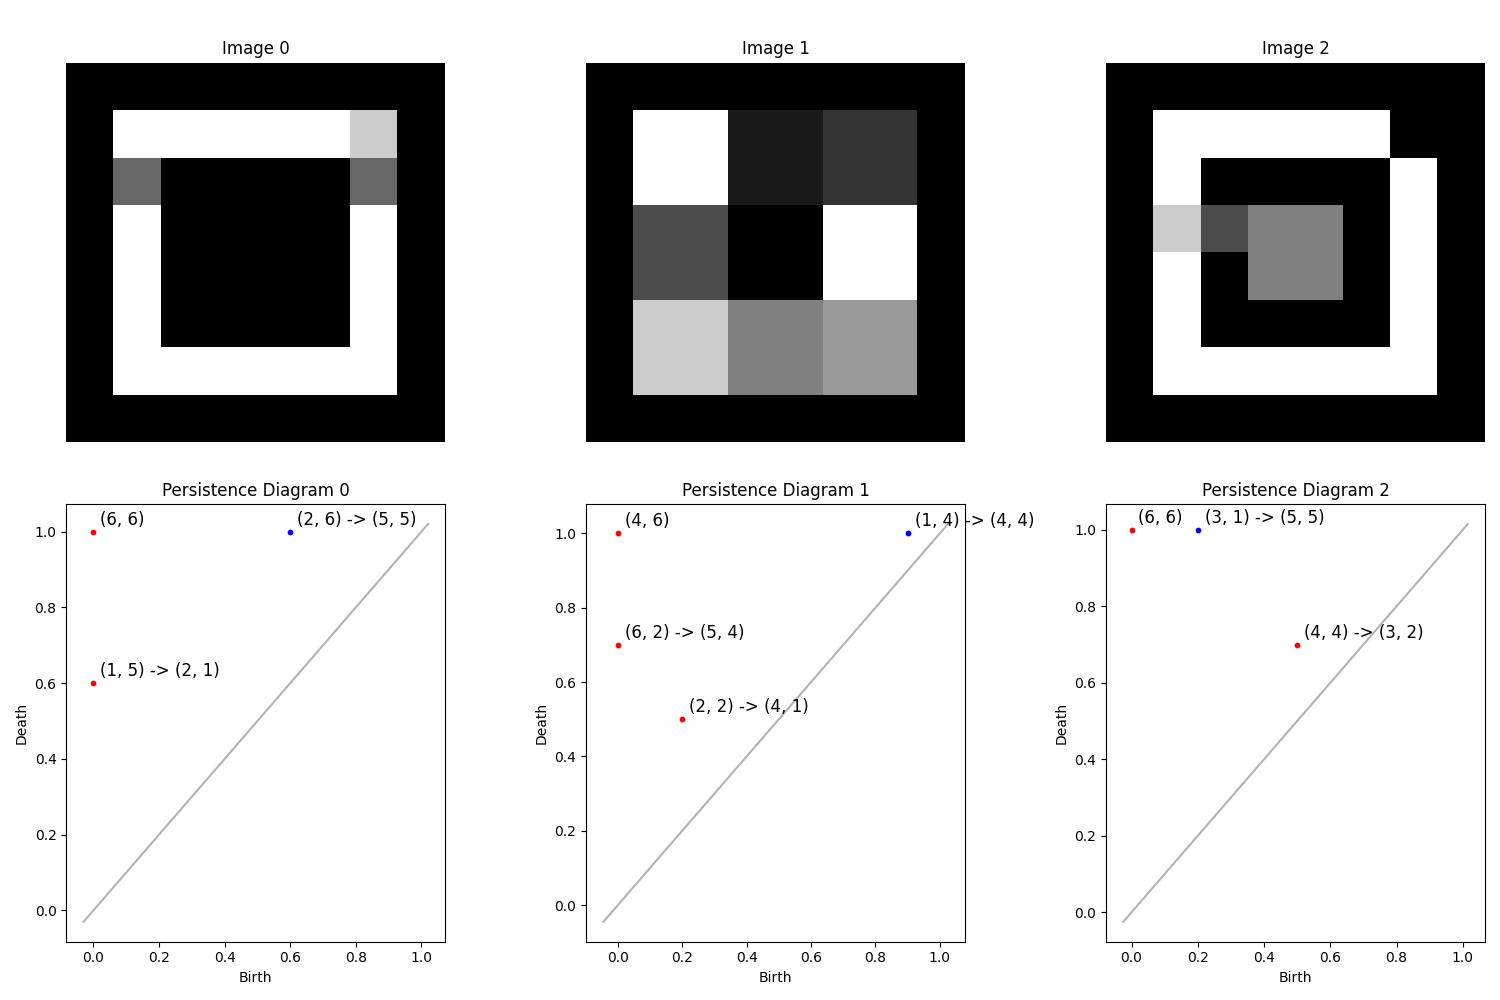 Image 0
Image 1
Image 2
Persistence Diagram 0
(6, 6)
(2, 6) -> (5, 5)
(1, 5) -> (2, 1)
1.0
0.8
0.6
0.4
0.2
0.0
Death
0.0 0.2 0.4 0.6 0.8 1.0
Birth
Persistence Diagram 1
(4, 6)
(1, 4) -> (4, 4)
(6, 2) -> (5, 4)
(2, 2) -> (4, 1)
1.0
0.8
0.6
0.4
0.2
0.0
Death
0.0 0.2 0.4 0.6 0.8 1.0
Birth
Persistence Diagram 2
(6, 6)
(3, 1) -> (5, 5)
(4, 4) -> (3, 2)
1.0
0.8
0.6
0.4
0.2
0.0
Death
0.0 0.2 0.4 0.6 0.8 1.0
Birth